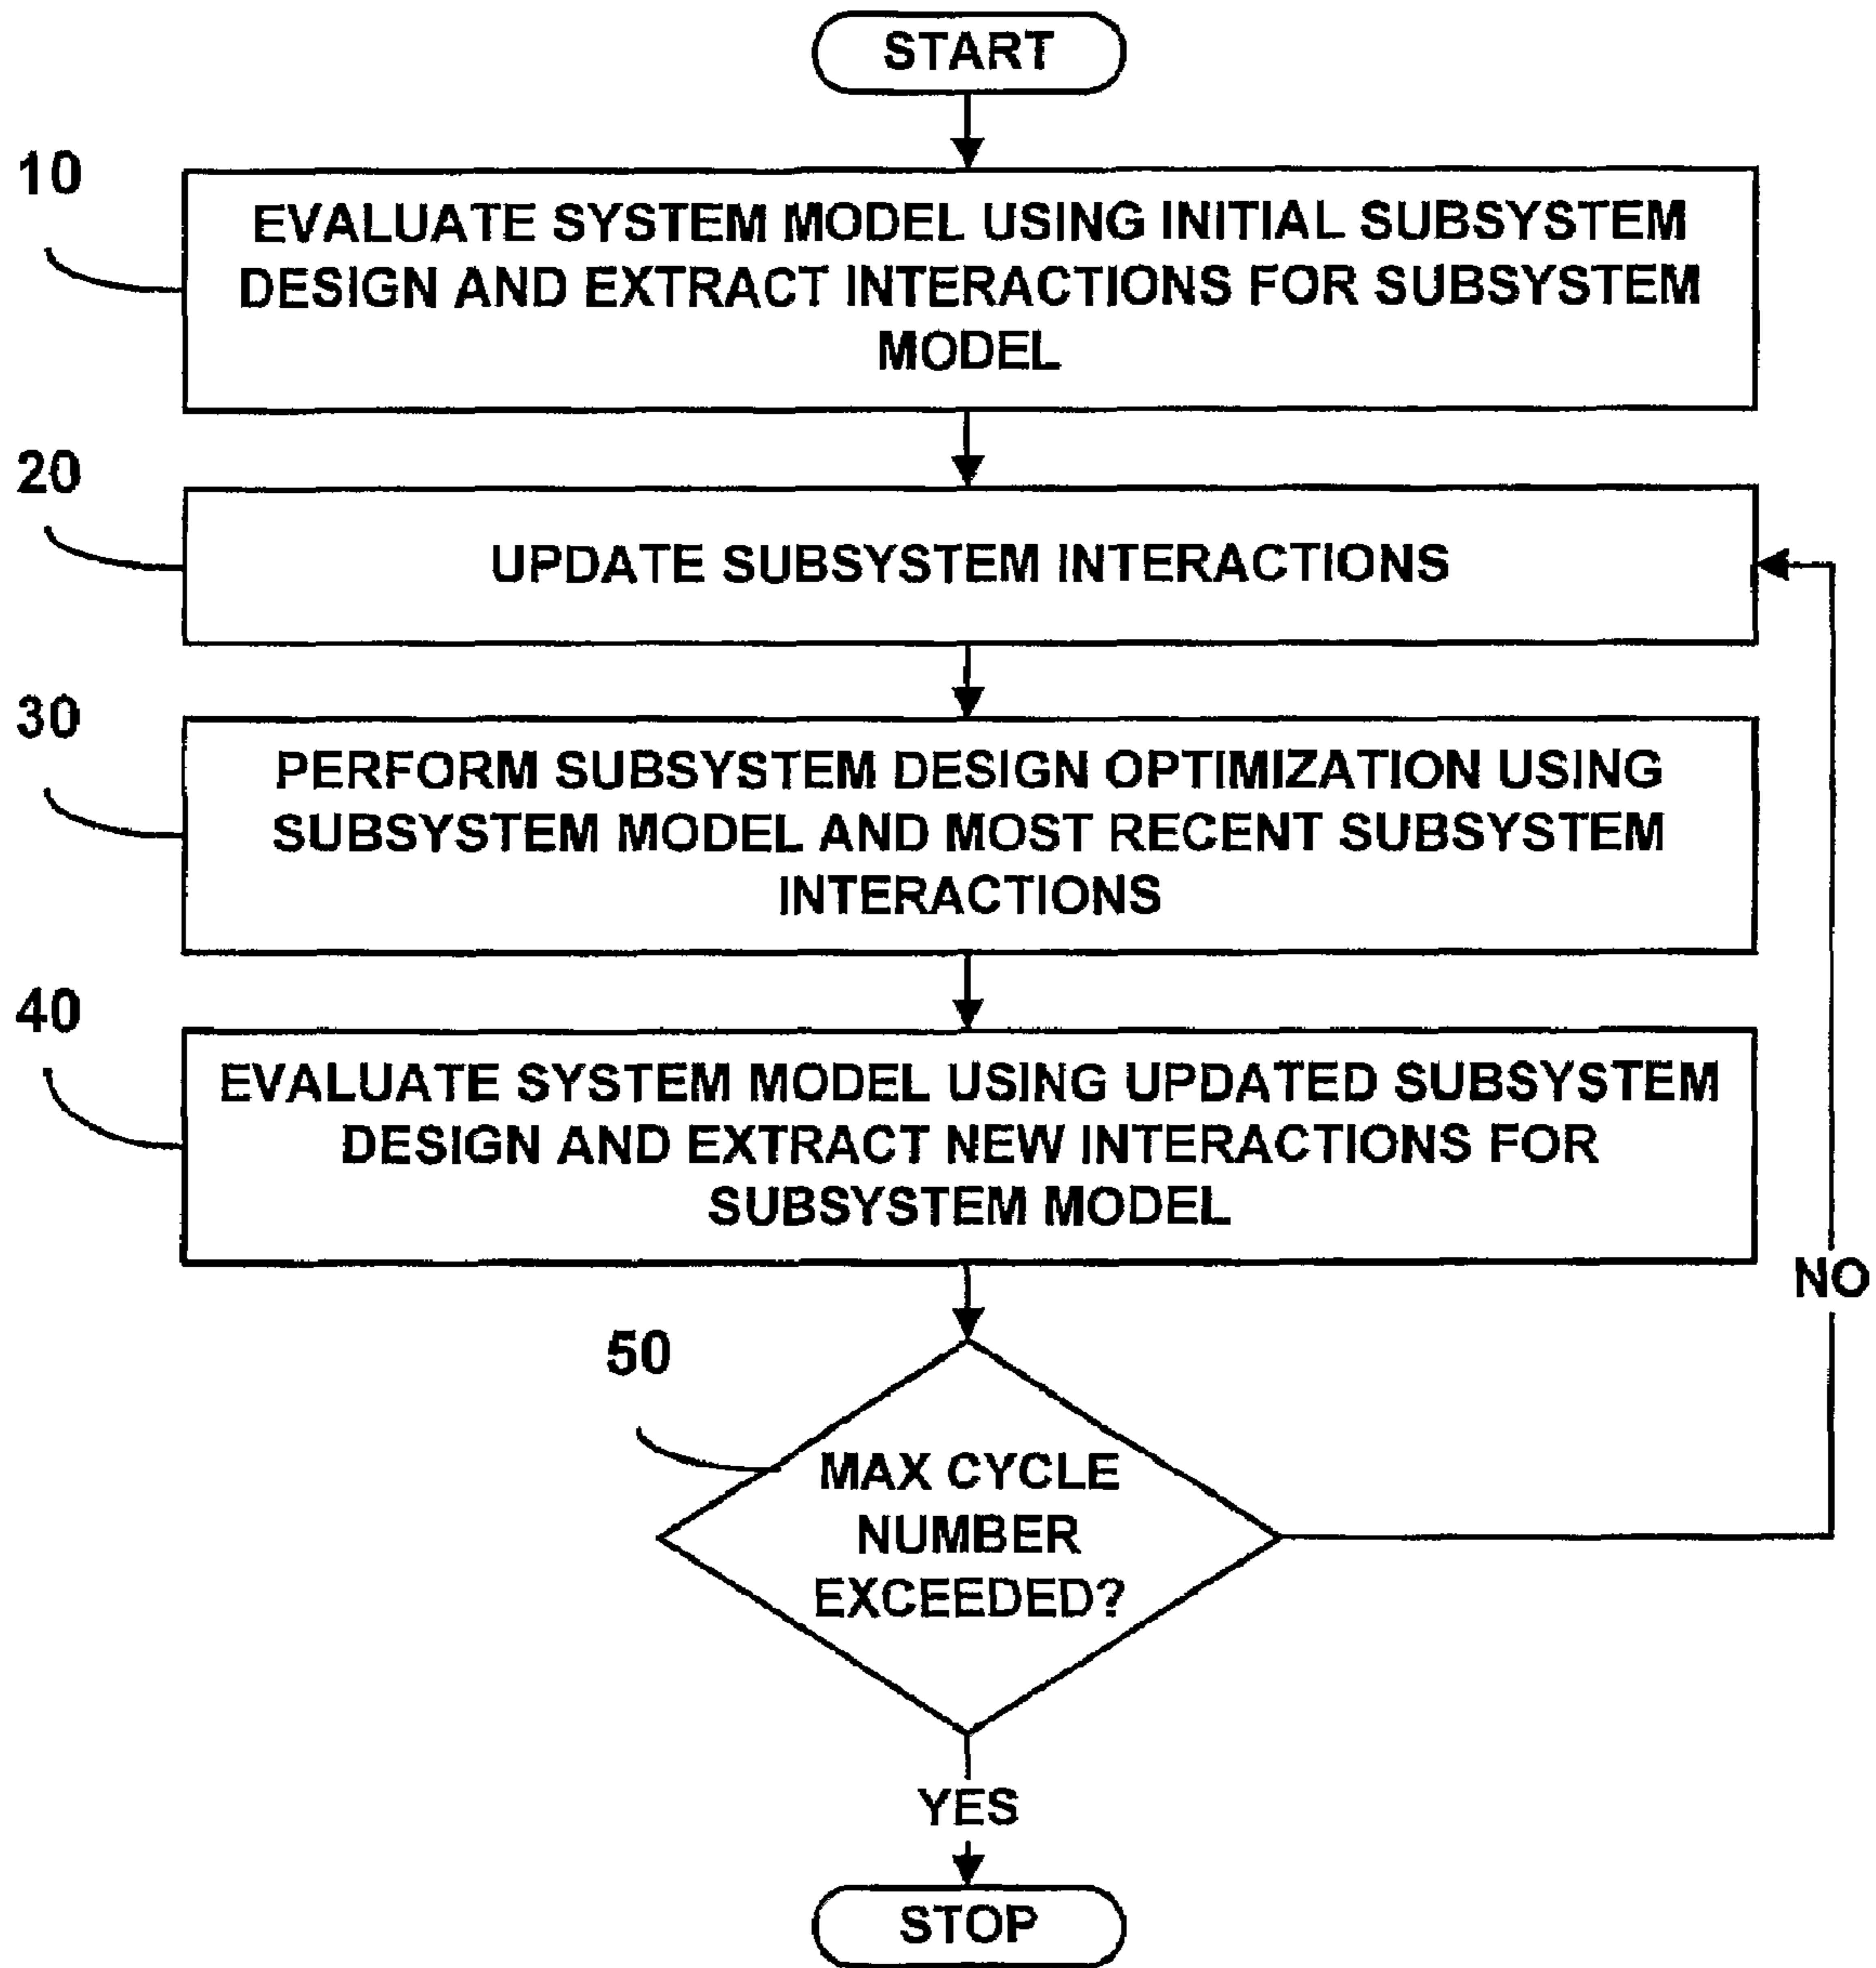 START
10
EVALUATE SYSTEM MODEL USING INITIAL SUBSYSTEM
DESIGN AND EXTRACT INTERACTIONS FOR SUBSYSTEM
MODEL
20
UPDATE SUBSYSTEM INTERACTIONS
30
PERFORM SUBSYSTEM DESIGN OPTIMIZATION USING
SUBSYSTEM MODEL AND MOST RECENT SUBSYSTEM
INTERACTIONS
40
EVALUATE SYSTEM MODEL USING UPDATED SUBSYSTEM
DESIGN AND EXTRACT NEW INTERACTIONS FOR
SUBSYSTEM MODEL
NO
50
MAX CYCLE
NUMBER
EXCEEDED?
YES
STOP